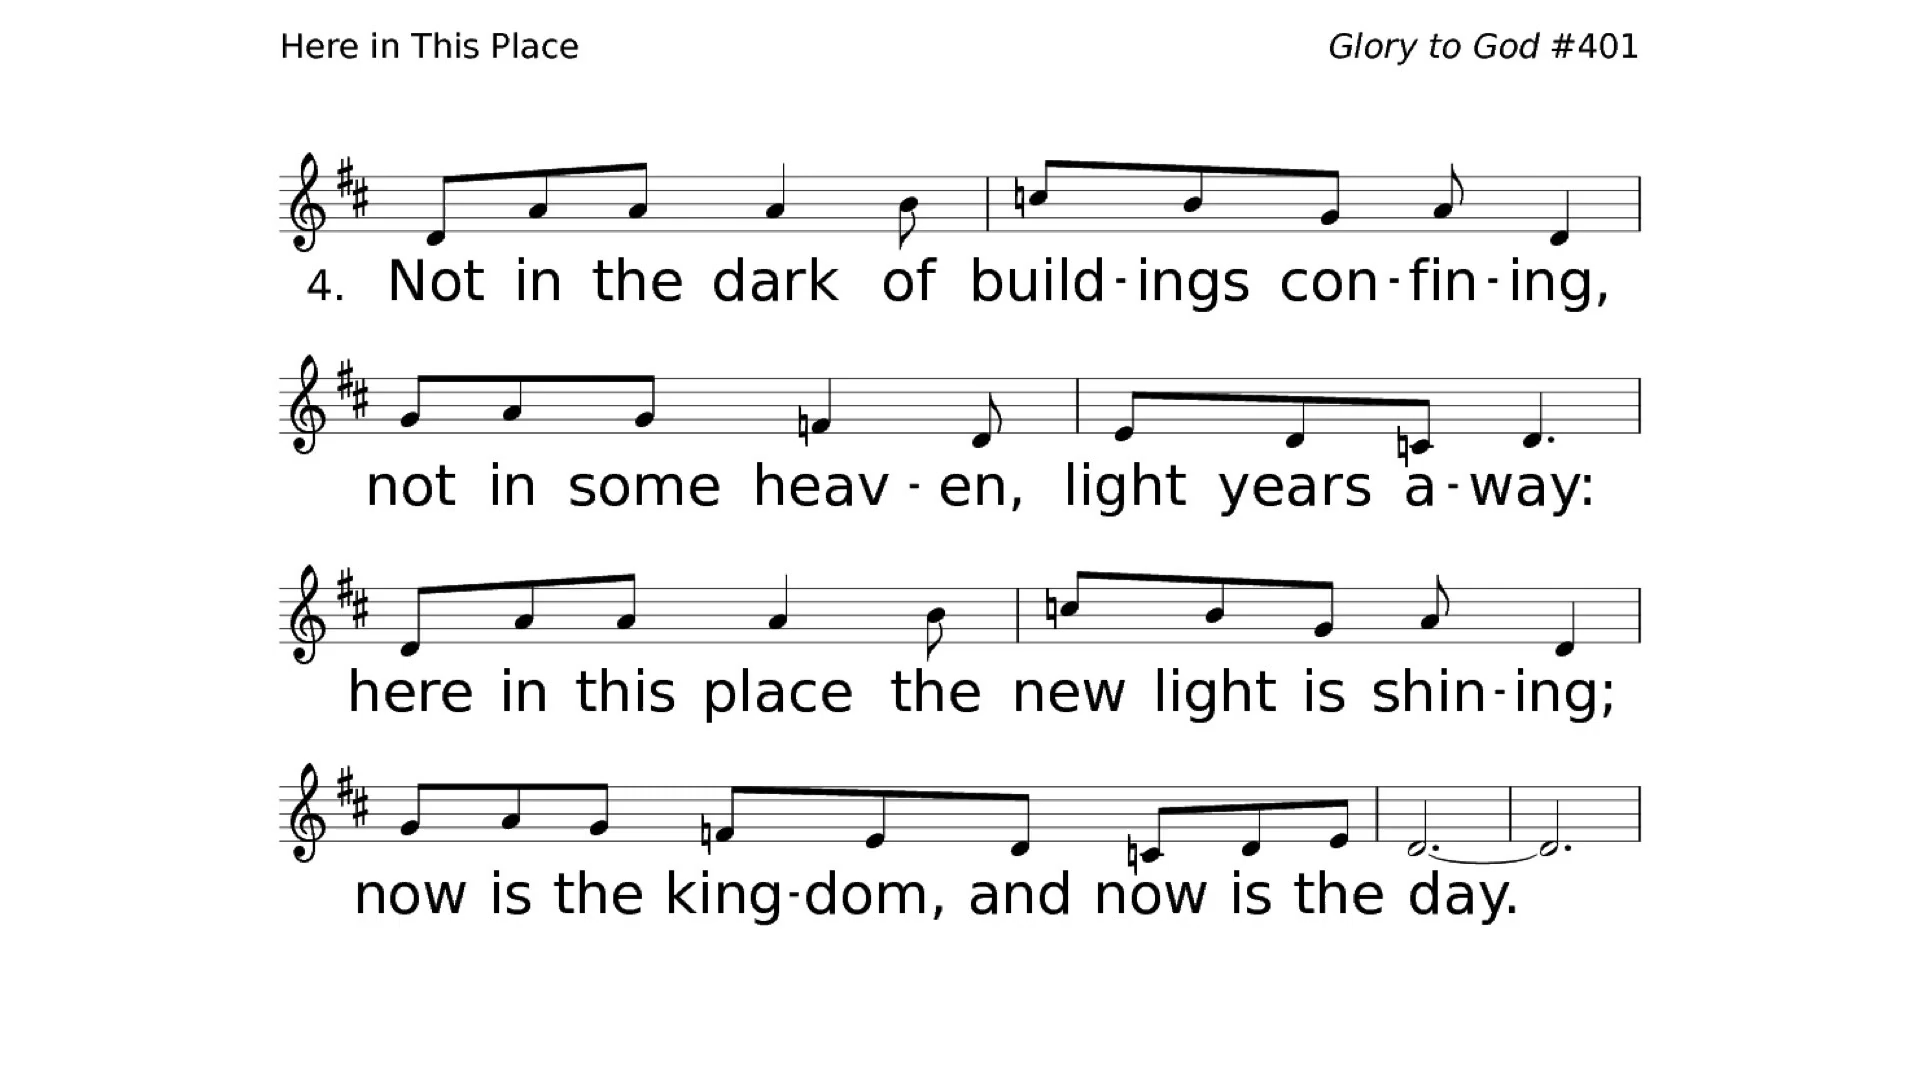 Here in This Place
Glory to God #401
4. Not in the dark of build-ings con-fin-ing,
not in some heav-en, light years a-way:
here in this place the new light is shin-ing;
now is the king-dom, and now is the day.